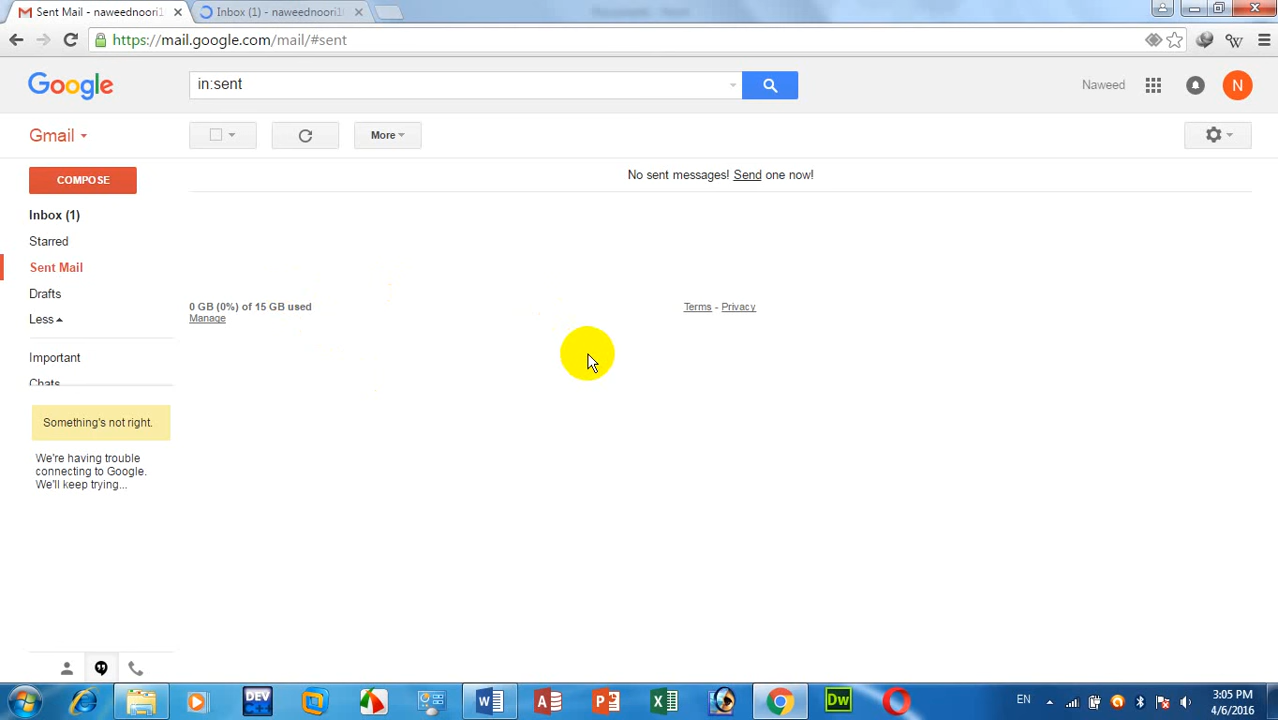 Sent Mail - naweednoori1
Inbox (1) - naweednoori1
https://mail.google.com/mail/#sent
Google
in:sent
Naweed
N
Gmail
More
COMPOSE
No sent messages! Send one now!
Inbox (1)
Starred
Sent Mail
Drafts
Less
0 GB (0%) of 15 GB used
Manage
Terms - Privacy
Important
Chats
Something's not right.
We're having trouble
connecting to Google.
We'll keep trying...
DEV
C++
Dw
EN
3:05 PM
4/6/2016